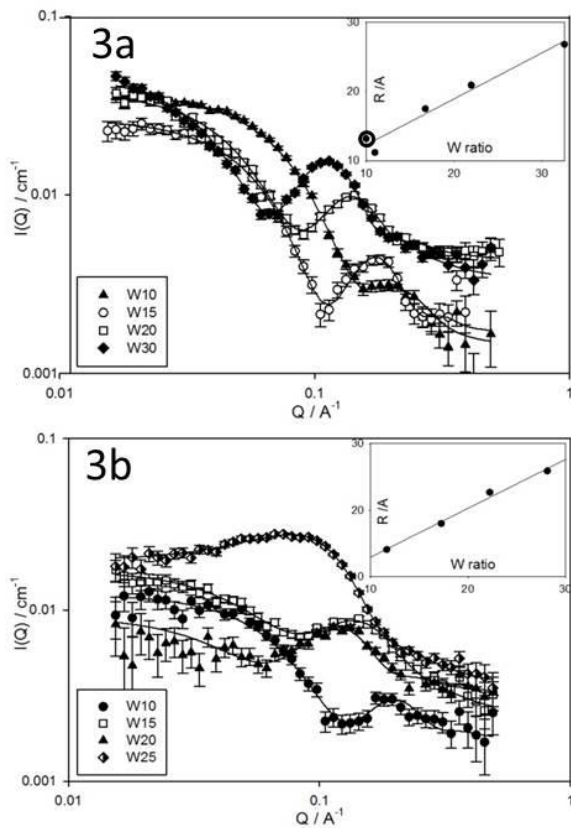 3a
0.1
0.01
0.001
I(Q) / cm⁻¹
0.01
0.1
1
Q / A⁻¹
W10
W15
W20
W30
30
20
10
R /A
10
20
30
W ratio
3b
0.1
0.01
0.001
I(Q) / cm⁻¹
0.01
0.1
1
Q / A⁻¹
W10
W15
W20
W25
30
20
10
R /A
10
20
30
W ratio